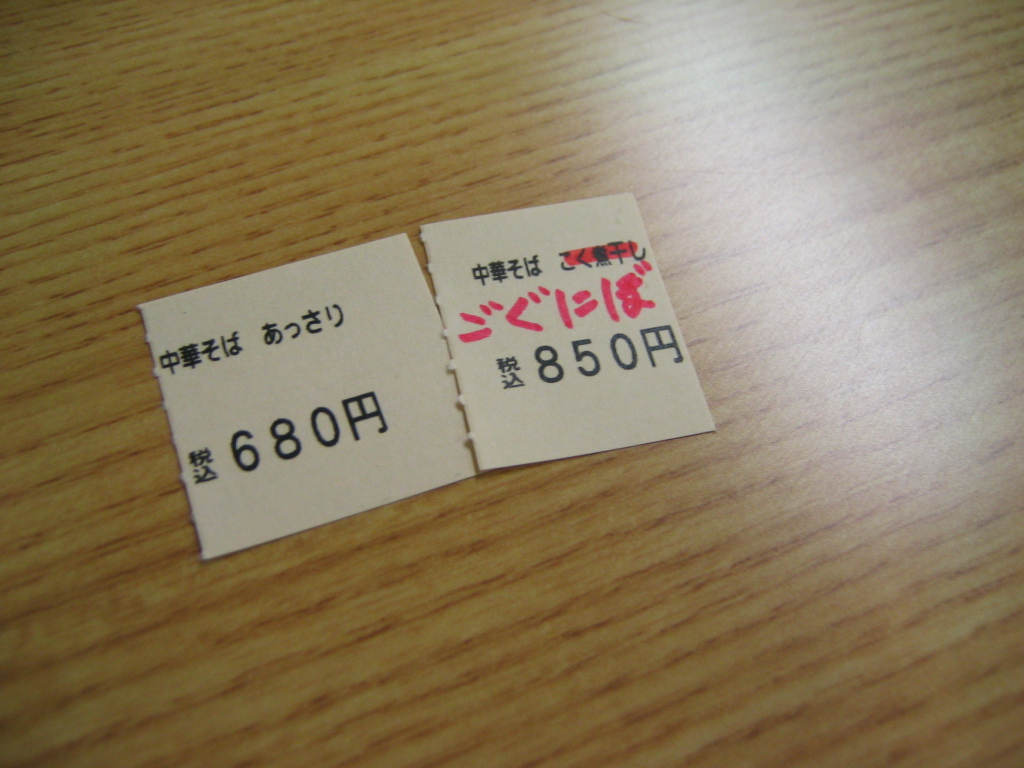 中華そば あっさり
税込 680円
中華そば こく煮干し
ごぐにぼ
税込 850円